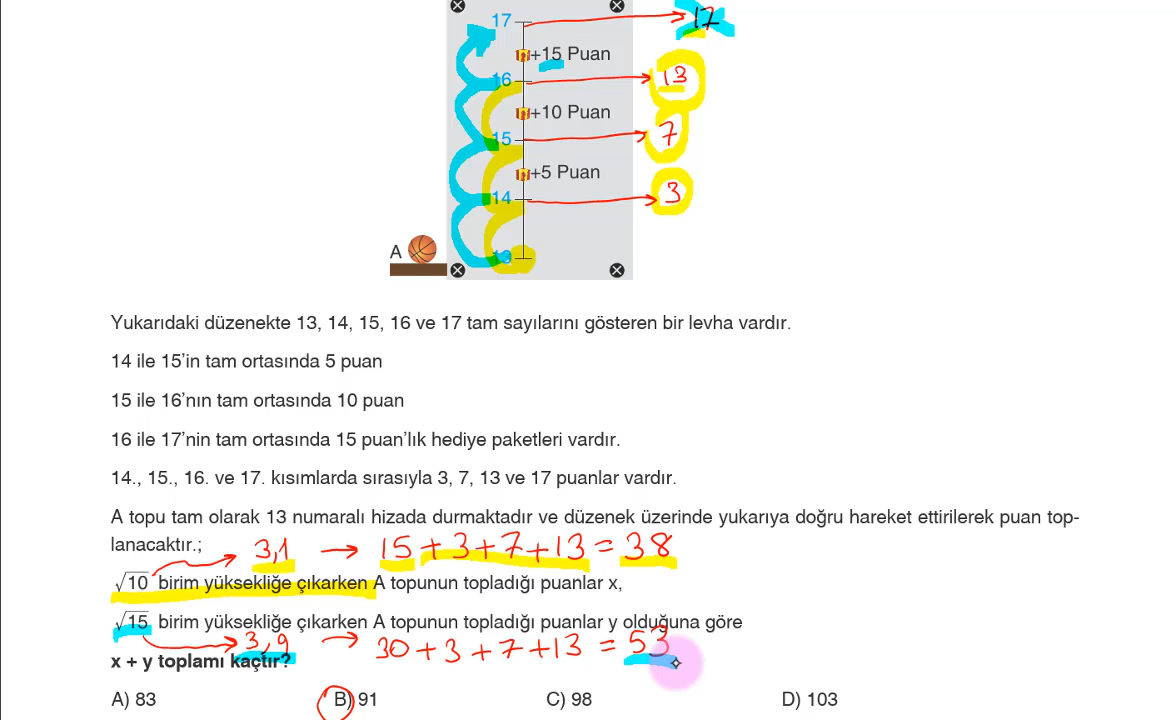 17 17
+15 Puan
16 13
+10 Puan
15 7
+5 Puan
14 3
A
13
Yukarıdaki düzenekte 13, 14, 15, 16 ve 17 tam sayılarını gösteren bir levha vardır.
14 ile 15'in tam ortasında 5 puan
15 ile 16'nın tam ortasında 10 puan
16 ile 17'nin tam ortasında 15 puan'lık hediye paketleri vardır.
14., 15., 16. ve 17. kısımlarda sırasıyla 3, 7, 13 ve 17 puanlar vardır.
A topu tam olarak 13 numaralı hizada durmaktadır ve düzenek üzerinde yukarıya doğru hareket ettirilerek puan top-
lanacaktır.; 3,1 → 15 + 3 + 7 + 13 = 38
√10 birim yüksekliğe çıkarken A topunun topladığı puanlar x,
√15 birim yüksekliğe çıkarken A topunun topladığı puanlar y olduğuna göre
3,9 → 30 + 3 + 7 + 13 = 53
x + y toplamı kaçtır?
A) 83 B) 91 C) 98 D) 103